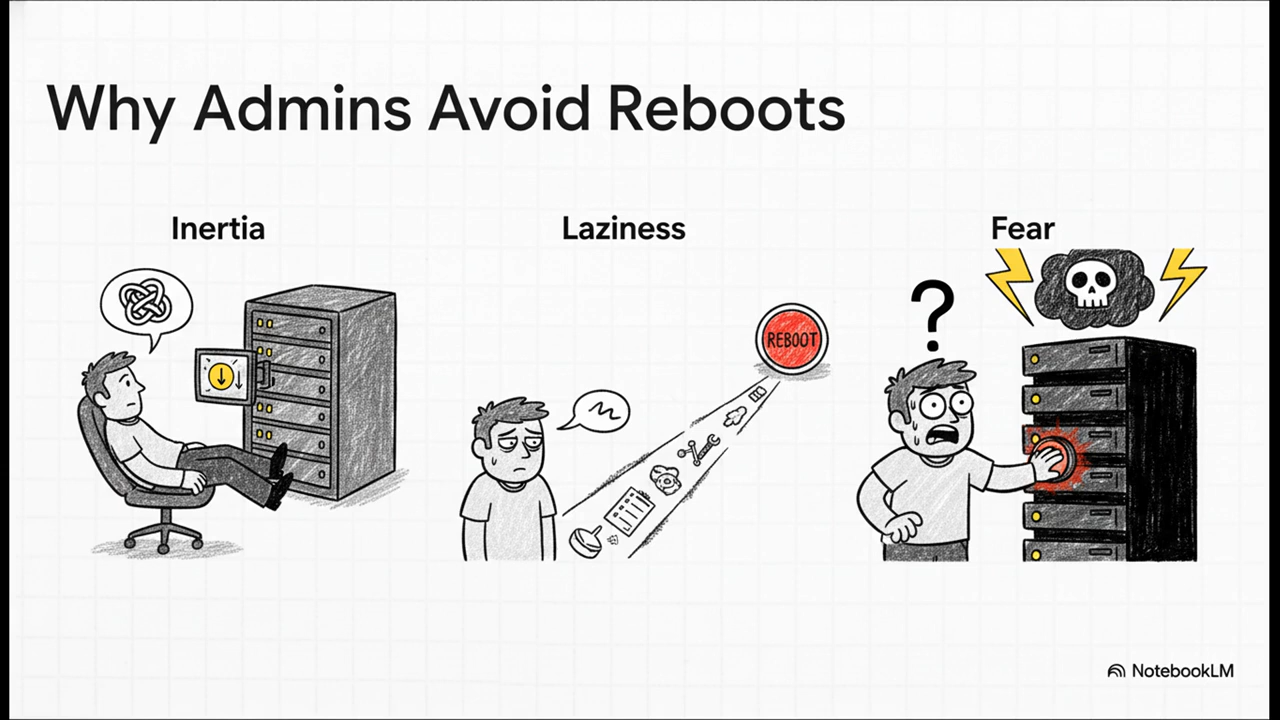 Why Admins Avoid Reboots
Inertia
Laziness
Fear
?
REBOOT
NotebookLM